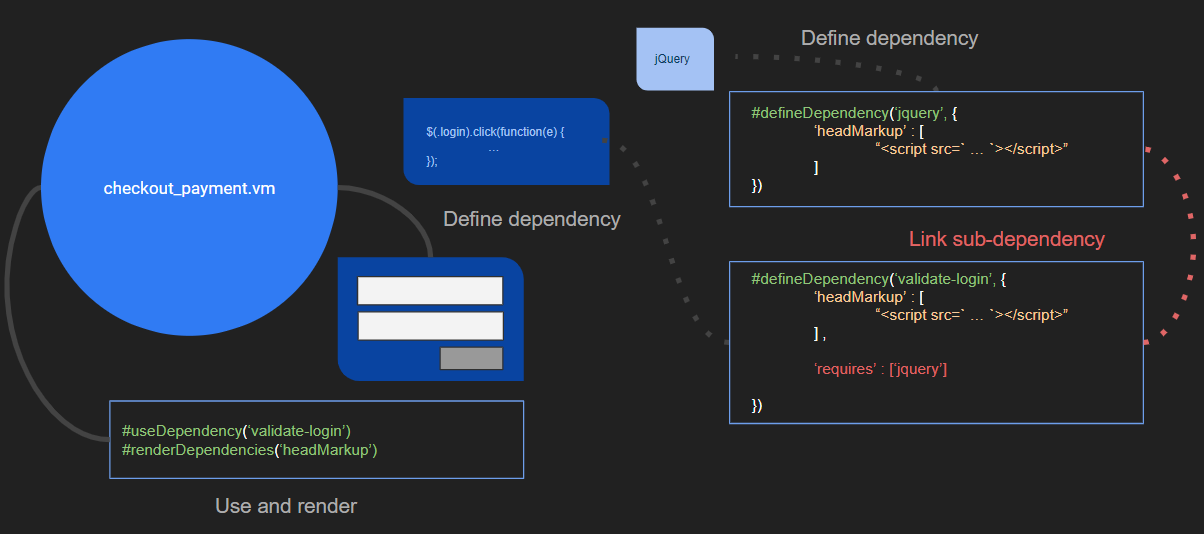 checkout_payment.vm
$(.login).click(function(e) {
...
});
Define dependency
#useDependency(‘validate-login’)
#renderDependencies(‘headMarkup’)
Use and render
jQuery
Define dependency
#defineDependency(‘jquery’, {
‘headMarkup’ : [
“<script src=` ... `></script>”
]
})
Link sub-dependency
#defineDependency(‘validate-login’, {
‘headMarkup’ : [
“<script src=` ... `></script>”
] ,
‘requires’ : [‘jquery’]
})